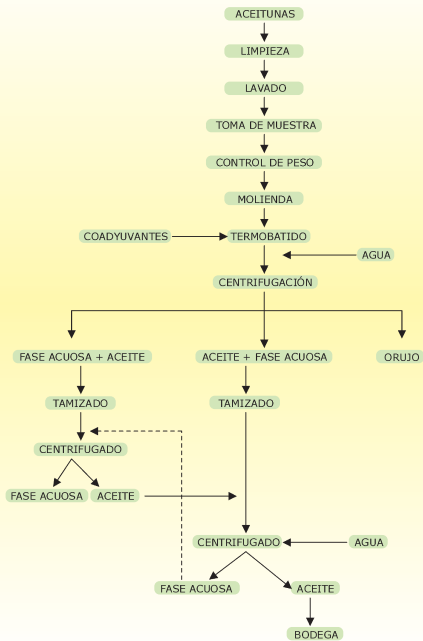 ACEITUNAS
LIMPIEZA
LAVADO
TOMA DE MUESTRA
CONTROL DE PESO
MOLIENDA
COADYUVANTES
TERMOBATIDO
AGUA
CENTRIFUGACIÓN
FASE ACUOSA + ACEITE
ACEITE + FASE ACUOSA
ORUJO
TAMIZADO
TAMIZADO
CENTRIFUGADO
FASE ACUOSA
ACEITE
CENTRIFUGADO
AGUA
FASE ACUOSA
ACEITE
BODEGA